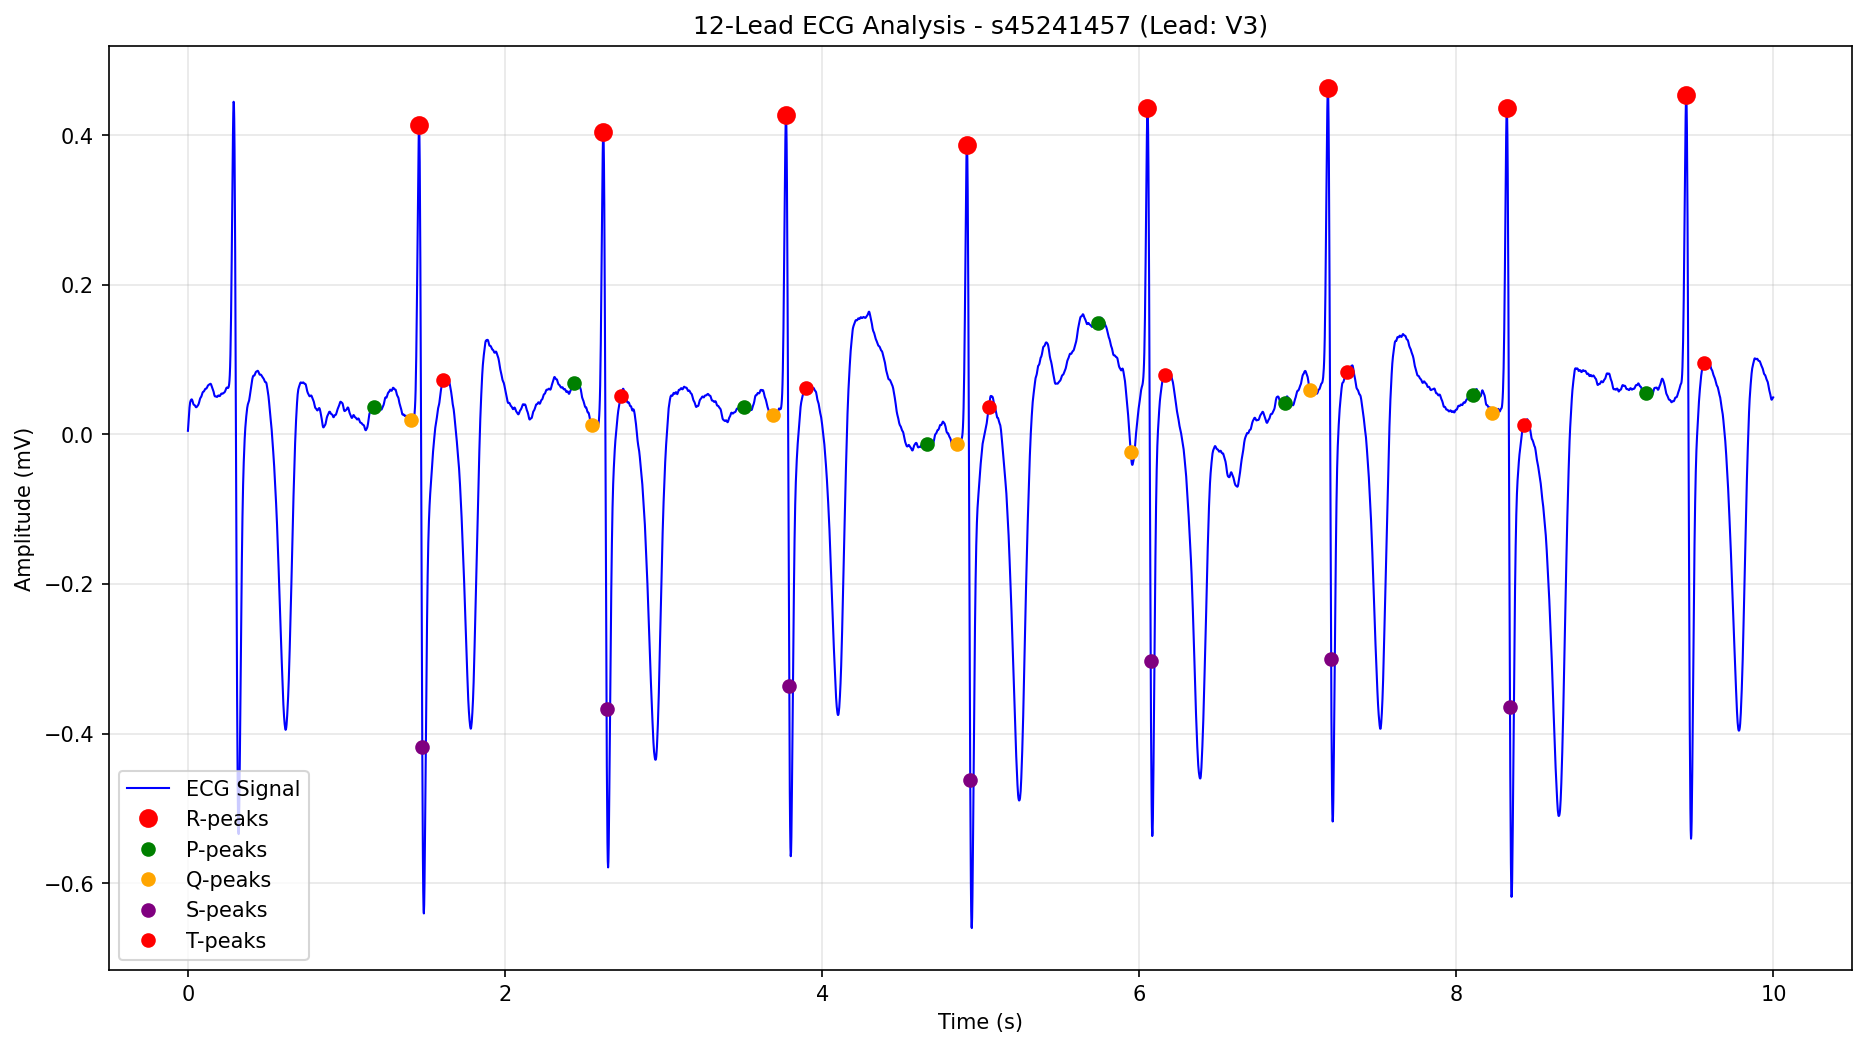 12-Lead ECG Analysis - s45241457 (Lead: V3)
Amplitude (mV)
0.4
0.2
0.0
−0.2
−0.4
−0.6
ECG Signal
R-peaks
P-peaks
Q-peaks
S-peaks
T-peaks
0 2 4 6 8 10
Time (s)